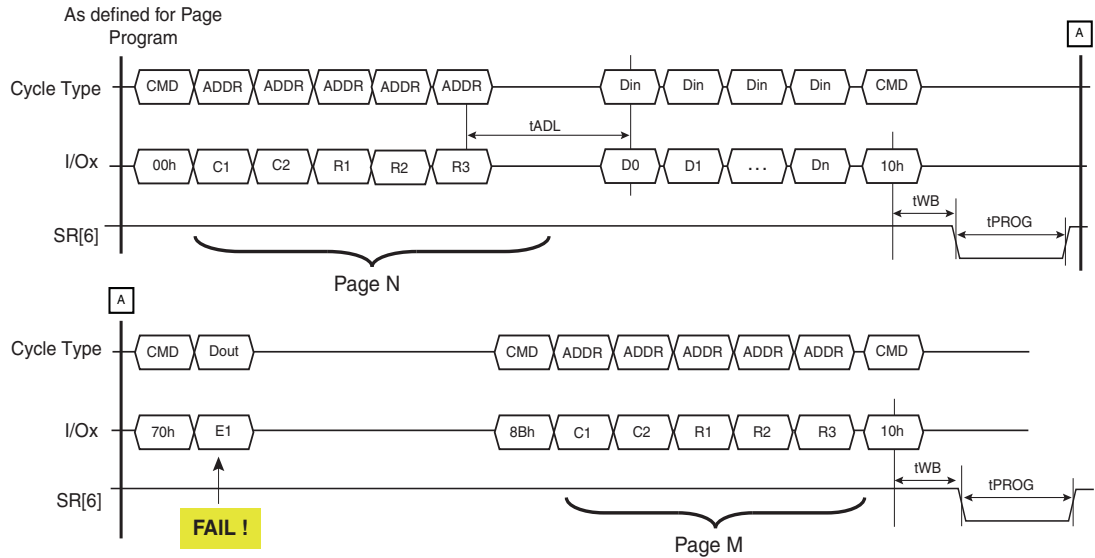 As defined for Page
Program
A
Cycle Type CMD ADDR ADDR ADDR ADDR ADDR Din Din Din Din CMD
tADL
I/Ox 00h C1 C2 R1 R2 R3 D0 D1 ... Dn 10h
tWB
tPROG
SR[6]
Page N
A
Cycle Type CMD Dout CMD ADDR ADDR ADDR ADDR ADDR CMD
I/Ox 70h E1 8Bh C1 C2 R1 R2 R3 10h
tWB
tPROG
SR[6]
FAIL !
Page M